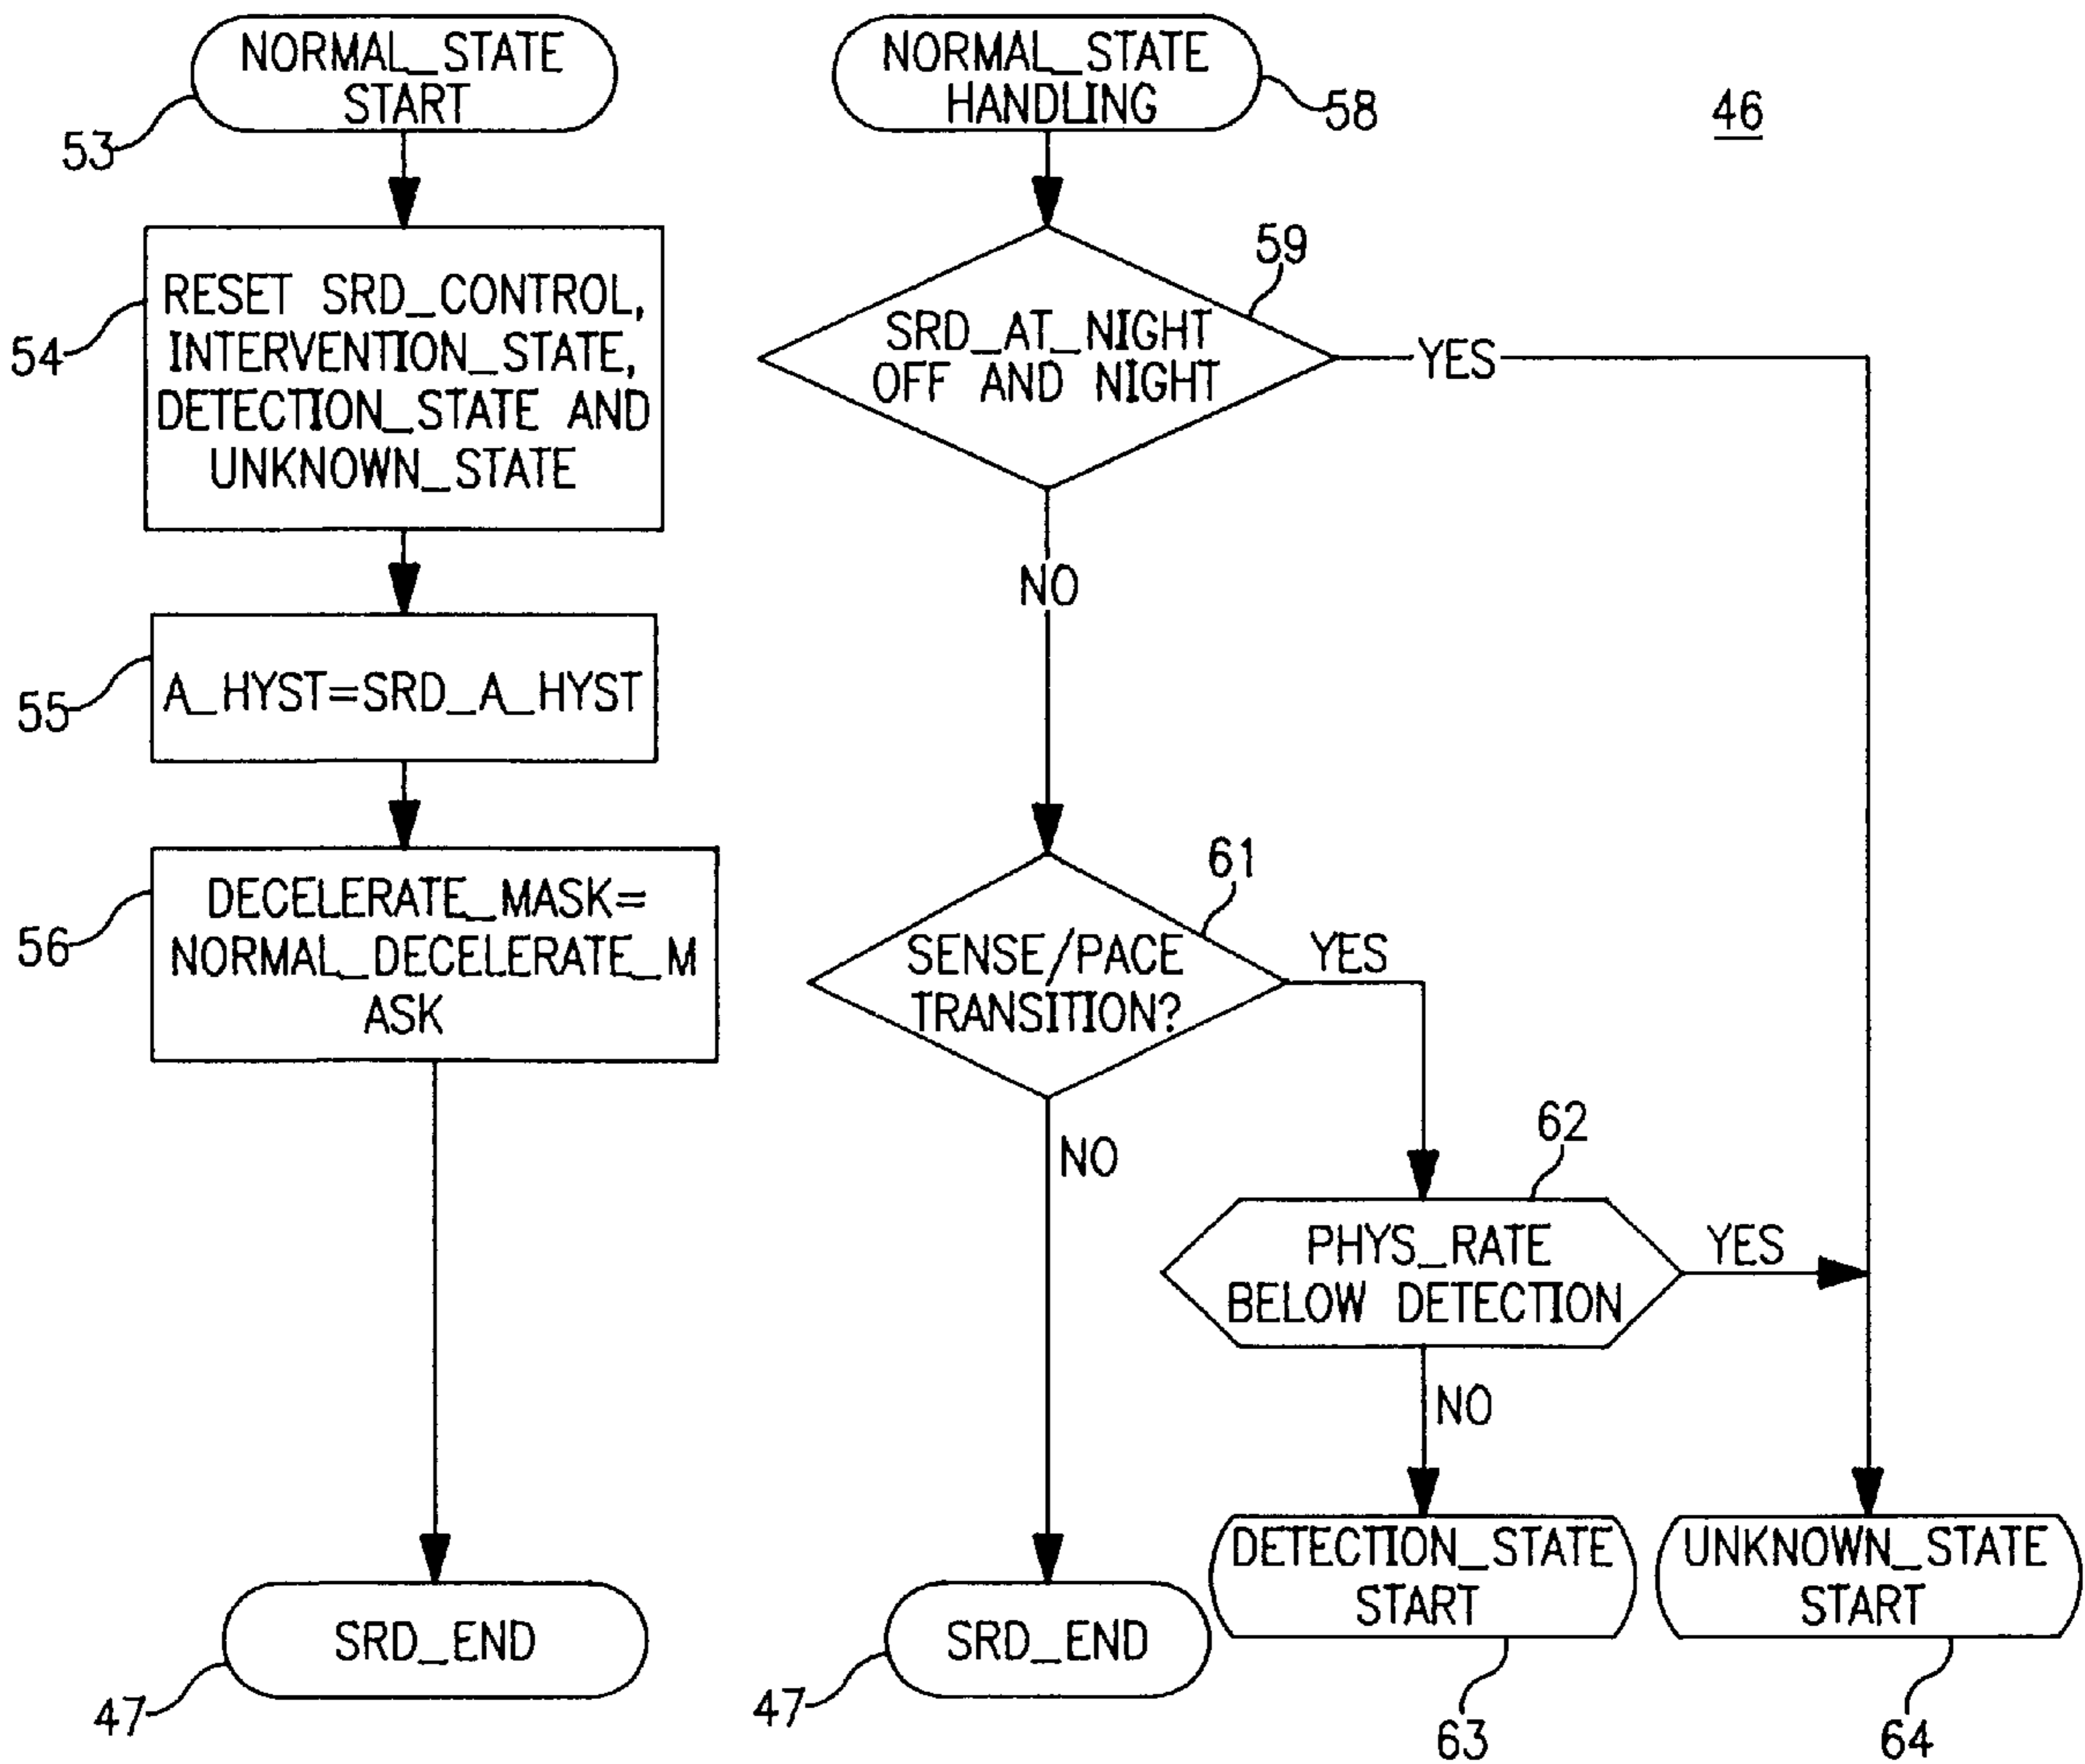 NORMAL_STATE
START
53
RESET SRD_CONTROL,
INTERVENTION_STATE,
DETECTION_STATE AND
UNKNOWN_STATE
54
A_HYST=SRD_A_HYST
55
DECELERATE_MASK=
NORMAL_DECELERATE_M
ASK
56
SRD_END
47
NORMAL_STATE
HANDLING
58
46
59
SRD_AT_NIGHT
OFF AND NIGHT
YES
NO
61
SENSE/PACE
TRANSITION?
YES
NO
62
PHYS_RATE
BELOW DETECTION
YES
NO
SRD_END
47
DETECTION_STATE
START
63
UNKNOWN_STATE
START
64